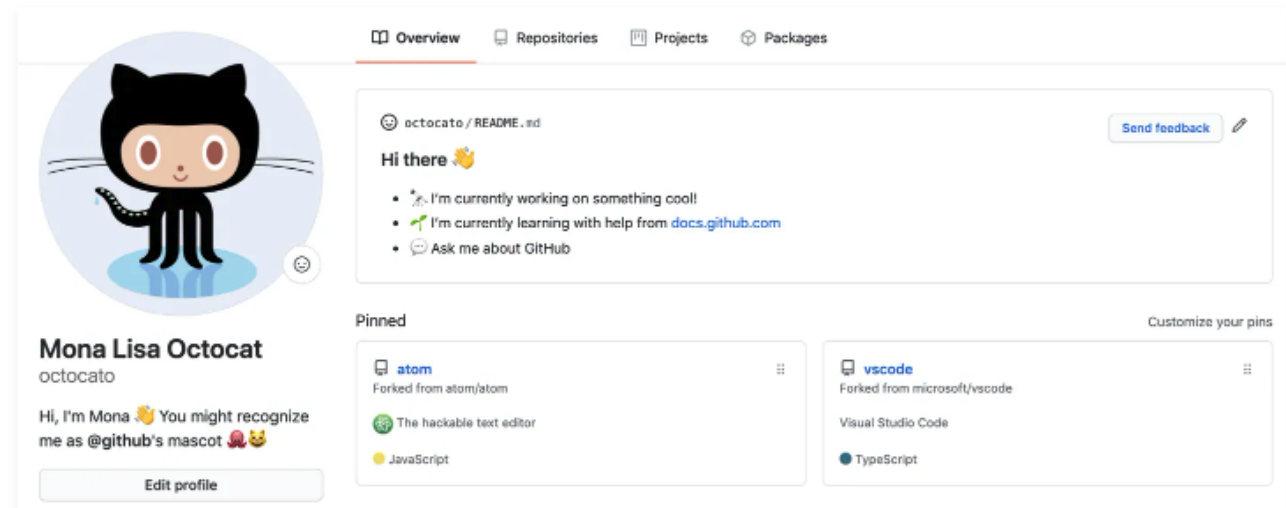 Overview Repositories Projects Packages
octocato/README.md
Send feedback
Hi there 👋
🔭 I'm currently working on something cool!
🌱 I'm currently learning with help from docs.github.com
💬 Ask me about GitHub
Mona Lisa Octocat
octocato
Hi, I'm Mona 👋 You might recognize
me as @github's mascot 🐙😸
Edit profile
Pinned
Customize your pins
atom
Forked from atom/atom
The hackable text editor
JavaScript
vscode
Forked from microsoft/vscode
Visual Studio Code
TypeScript